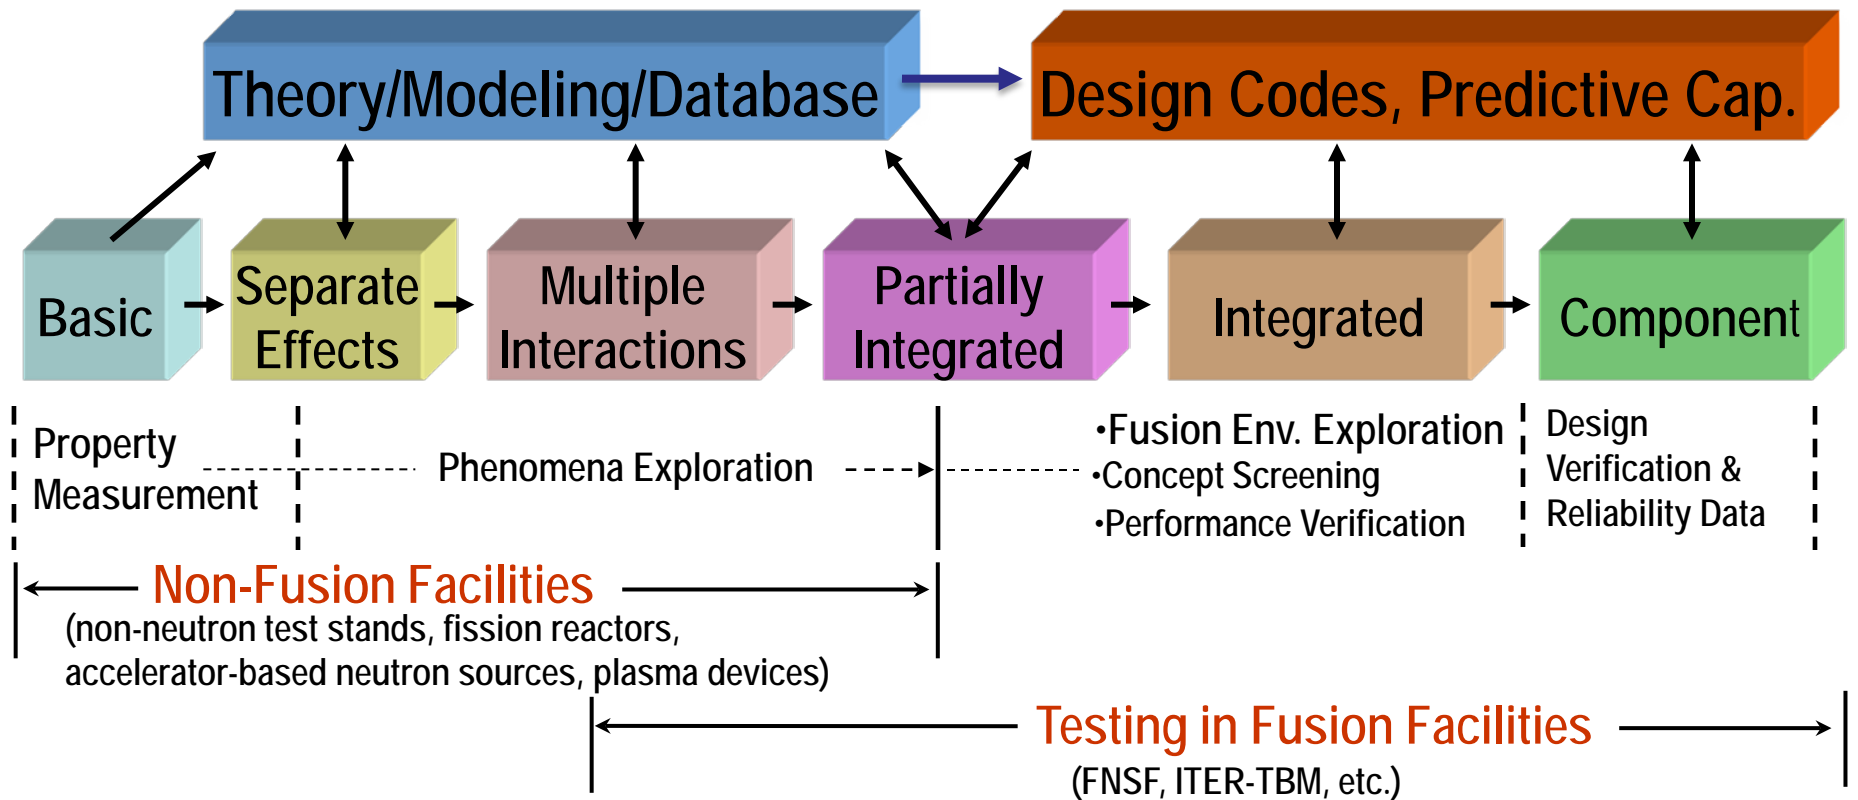 Theory/Modeling/Database
Design Codes, Predictive Cap.
Basic
Separate
Effects
Multiple
Interactions
Partially
Integrated
Integrated
Component
Property
Measurement
Phenomena Exploration
•Fusion Env. Exploration
•Concept Screening
•Performance Verification
Design
Verification &
Reliability Data
Non-Fusion Facilities
(non-neutron test stands, fission reactors,
accelerator-based neutron sources, plasma devices)
Testing in Fusion Facilities
(FNSF, ITER-TBM, etc.)